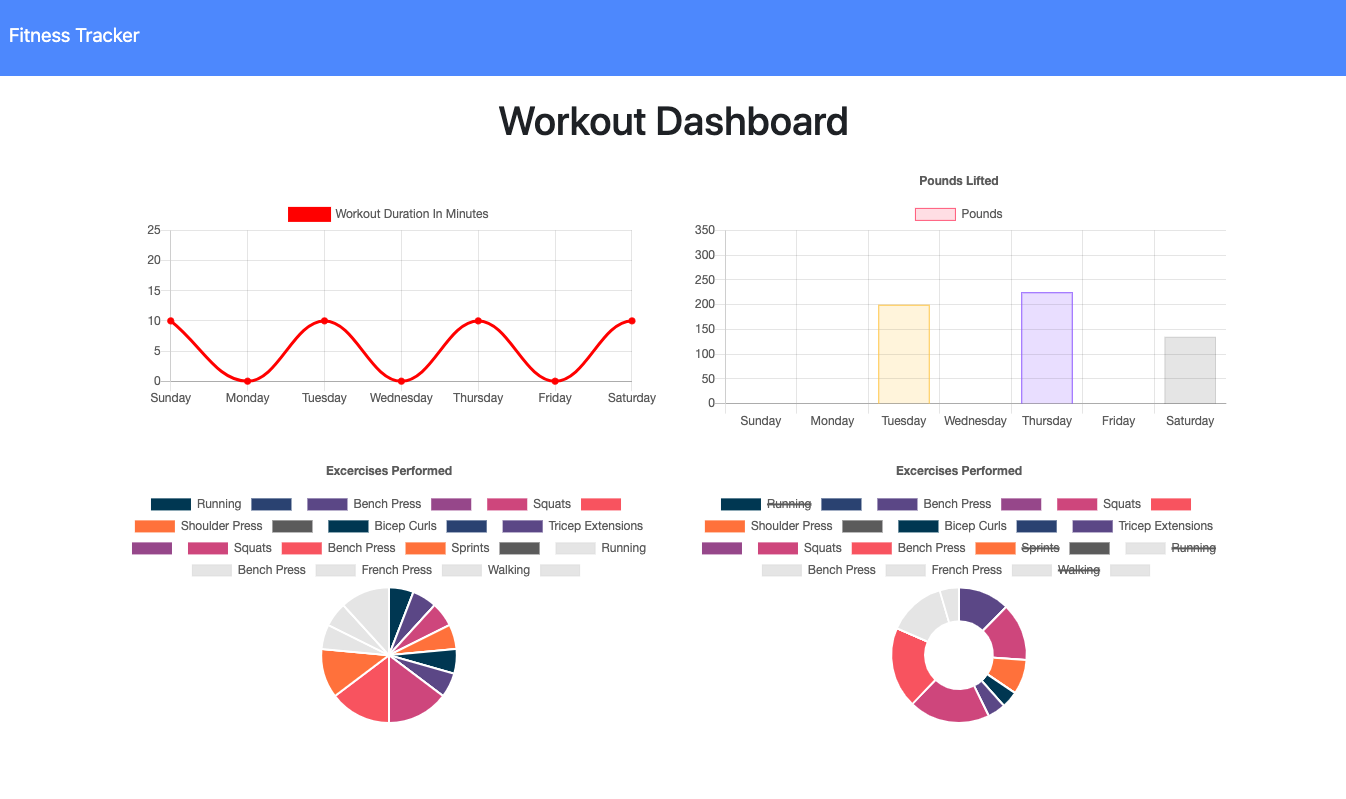 Fitness Tracker
Workout Dashboard
Workout Duration In Minutes
25
20
15
10
5
0
Sunday Monday Tuesday Wednesday Thursday Friday Saturday
Pounds Lifted
Pounds
350
300
250
200
150
100
50
0
Sunday Monday Tuesday Wednesday Thursday Friday Saturday
Excercises Performed
Running Bench Press Squats
Shoulder Press Bicep Curls Tricep Extensions
Squats Bench Press Sprints Running
Bench Press French Press Walking
Excercises Performed
Running Bench Press Squats
Shoulder Press Bicep Curls Tricep Extensions
Squats Bench Press Sprints Running
Bench Press French Press Walking